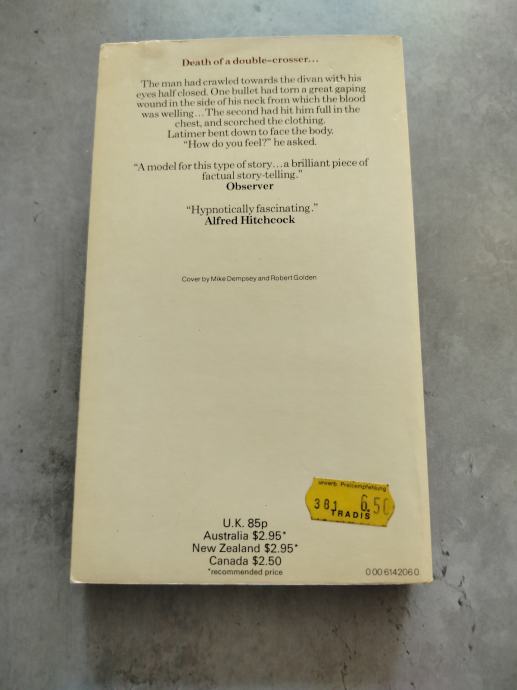 Death of a double-crosser...
The man had crawled towards the divan with his
eyes half closed. One bullet had torn a great gaping
wound in the side of his neck from which the blood
was welling...The second had hit him full in the
chest, and scorched the clothing.
Latimer bent down to face the body.
“How do you feel?” he asked.
“A model for this type of story...a brilliant piece of
factual story-telling.”
Observer
“Hypnotically fascinating.”
Alfred Hitchcock
Cover by Mike Dempsey and Robert Golden
unverb. Preisempfehlung
381 6.50
TRADIS
U.K. 85p
Australia $2.95*
New Zealand $2.95*
Canada $2.50
*recommended price
0 00 614206 0